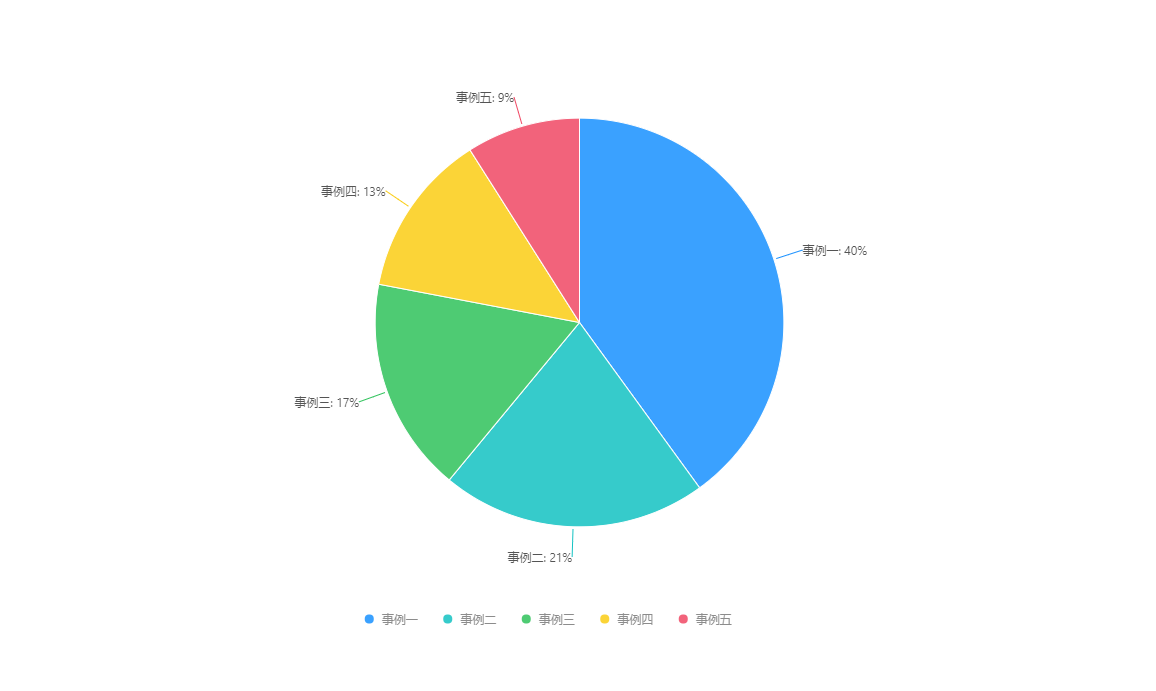 事例五: 9%
事例四: 13%
事例一: 40%
事例三: 17%
事例二: 21%
事例一 事例二 事例三 事例四 事例五